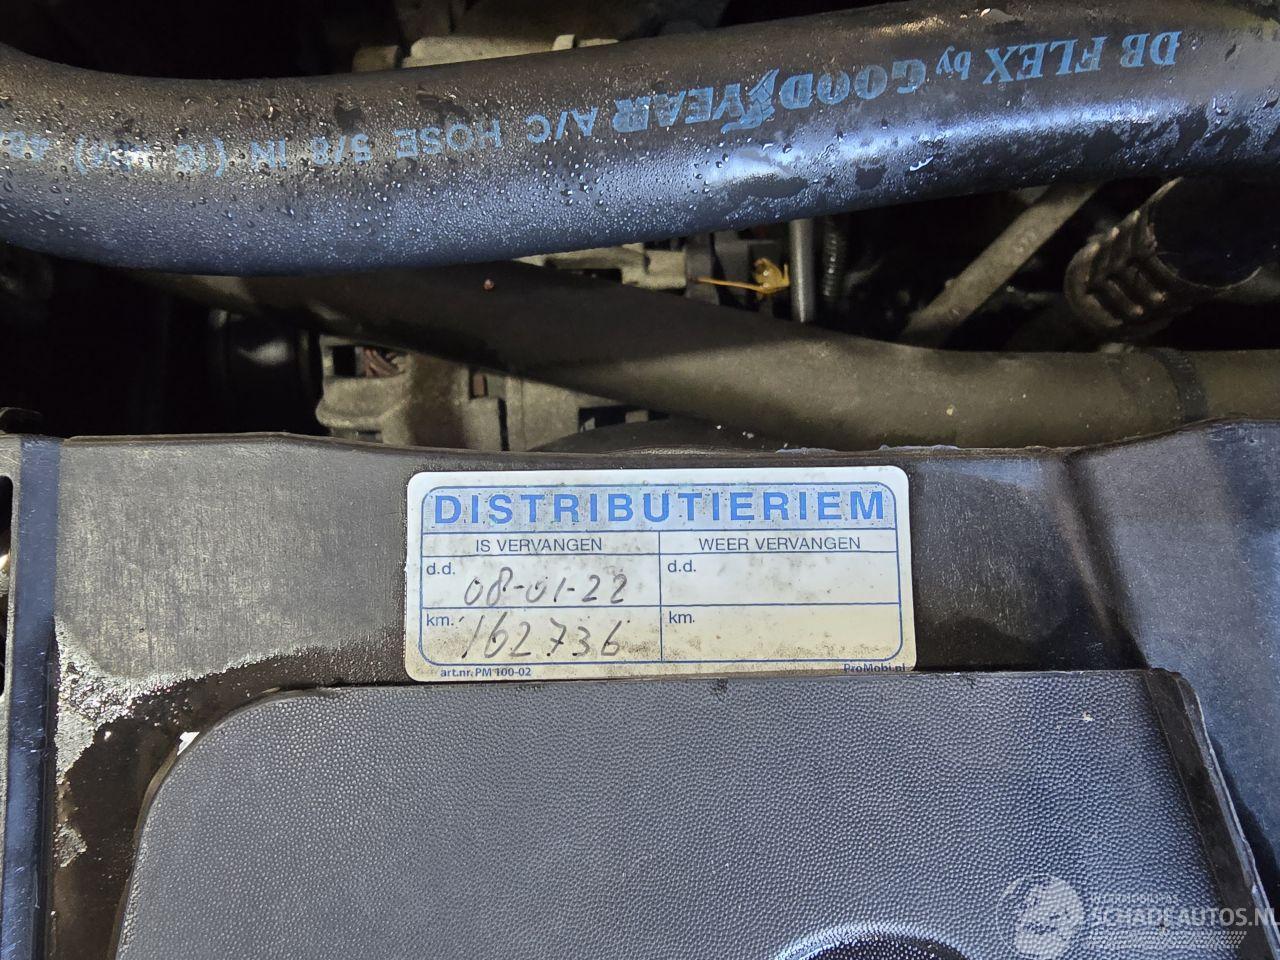 DB FLEX by GOODYEAR A/C HOSE 5/8 IN
DISTRIBUTIERIEM
IS VERVANGEN
WEER VERVANGEN
d.d. 08-01-22
d.d.
km. 162736
km.
art.nr. PM 100-02
ProMobi.nl
SCHADEAUTOS.NL